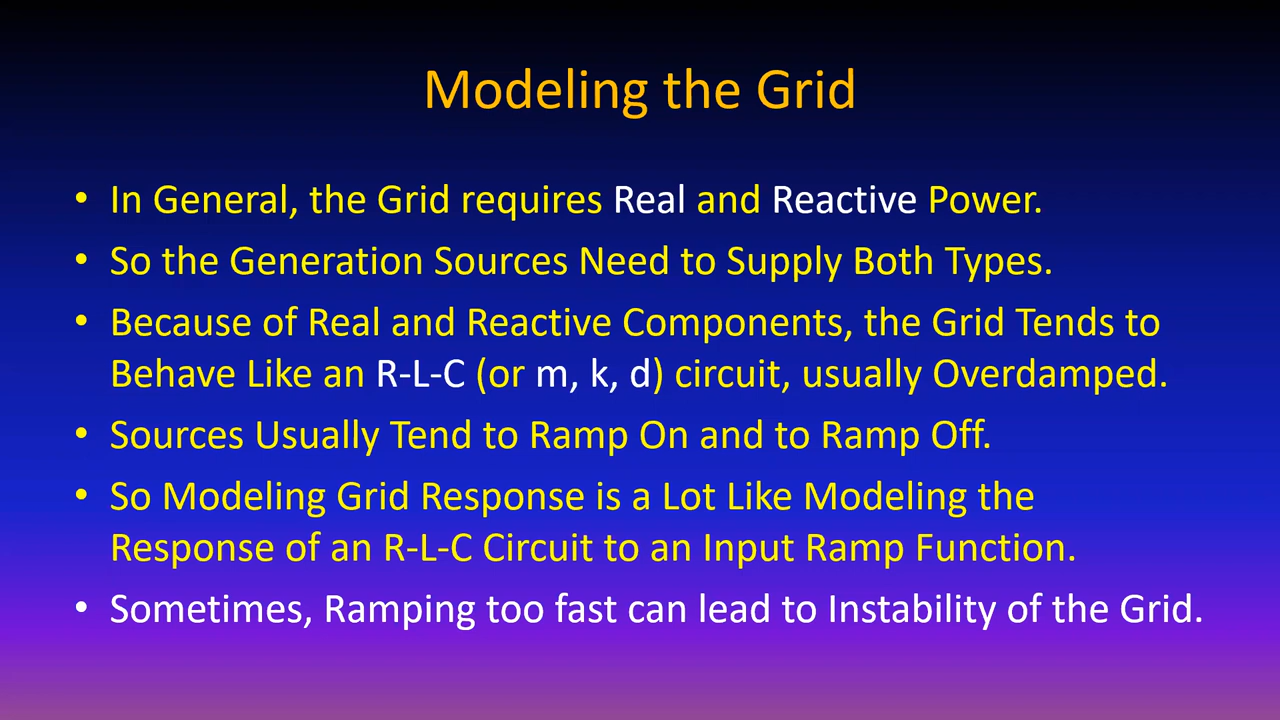 Modeling the Grid
• In General, the Grid requires Real and Reactive Power.
• So the Generation Sources Need to Supply Both Types.
• Because of Real and Reactive Components, the Grid Tends to
Behave Like an R-L-C (or m, k, d) circuit, usually Overdamped.
• Sources Usually Tend to Ramp On and to Ramp Off.
• So Modeling Grid Response is a Lot Like Modeling the
Response of an R-L-C Circuit to an Input Ramp Function.
• Sometimes, Ramping too fast can lead to Instability of the Grid.